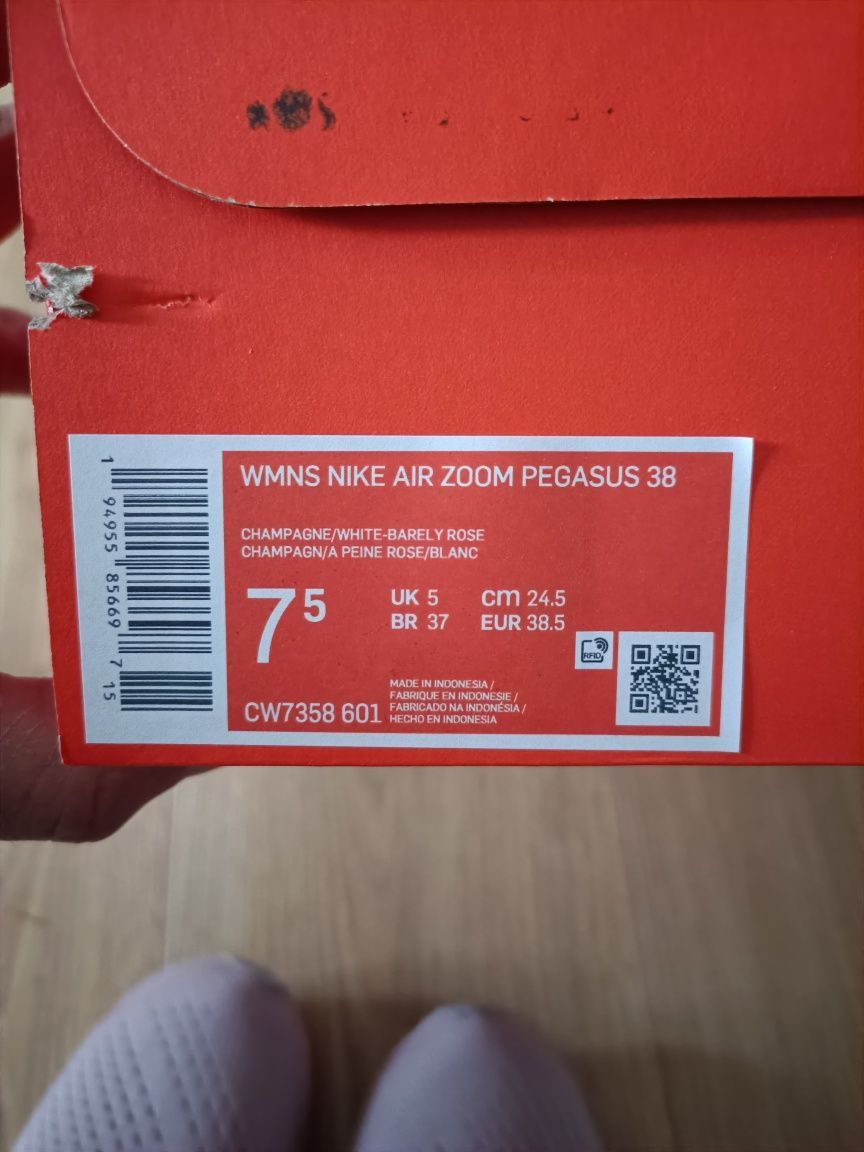 WMNS NIKE AIR ZOOM PEGASUS 38
CHAMPAGNE/WHITE-BARELY ROSE
CHAMPAGN/A PEINE ROSE/BLANC
7⁵
UK 5 cm 24.5
BR 37 EUR 38.5
RFID
CW7358 601
MADE IN INDONESIA /
FABRIQUE EN INDONESIE /
FABRICADO NA INDONÉSIA /
HECHO EN INDONESIA
1 94955 85669 7 15